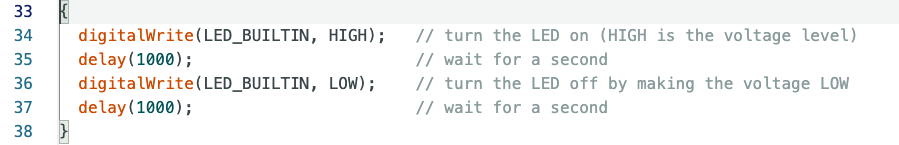 33 {
34 digitalWrite(LED_BUILTIN, HIGH);   // turn the LED on (HIGH is the voltage level)
35 delay(1000);                       // wait for a second
36 digitalWrite(LED_BUILTIN, LOW);    // turn the LED off by making the voltage LOW
37 delay(1000);                       // wait for a second
38 }